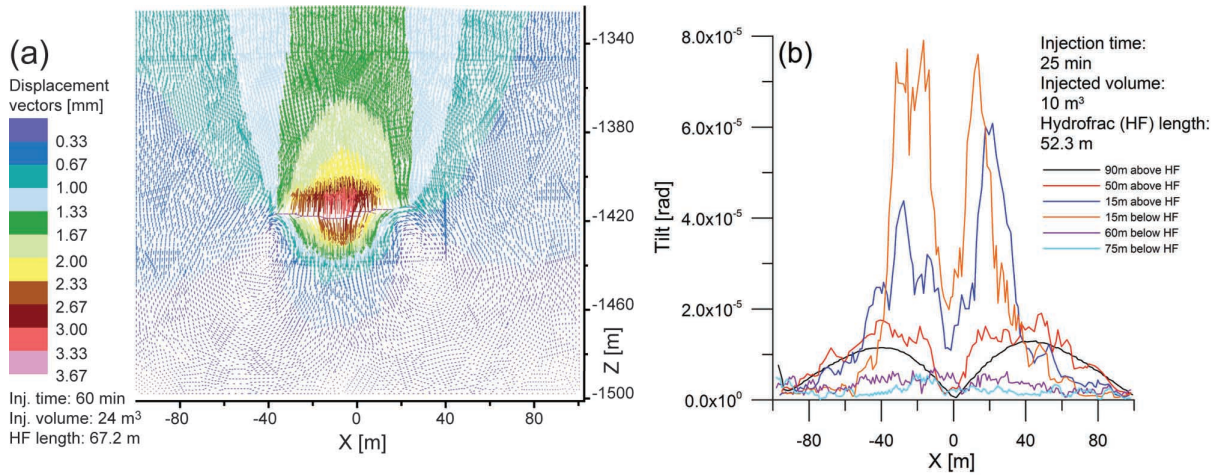 (a)
Displacement
vectors [mm]
0.33
0.67
1.00
1.33
1.67
2.00
2.33
2.67
3.00
3.33
3.67
Inj. time: 60 min
Inj. volume: 24 m³
HF length: 67.2 m
-1340
-1380
-1420
-1460
-1500
Z [m]
-80
-40
0
40
80
X [m]
(b)
8.0x10⁻⁵
6.0x10⁻⁵
4.0x10⁻⁵
2.0x10⁻⁵
0.0x10⁰
Tilt [rad]
-80
-40
0
40
80
X [m]
Injection time:
25 min
Injected volume:
10 m³
Hydrofrac (HF) length:
52.3 m
90m above HF
50m above HF
15m above HF
15m below HF
60m below HF
75m below HF